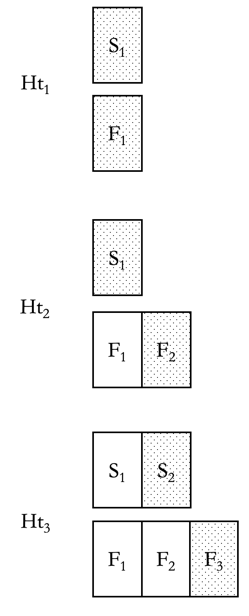 S₁
Ht₁
F₁
S₁
Ht₂
F₁ F₂
S₁ S₂
Ht₃
F₁ F₂ F₃